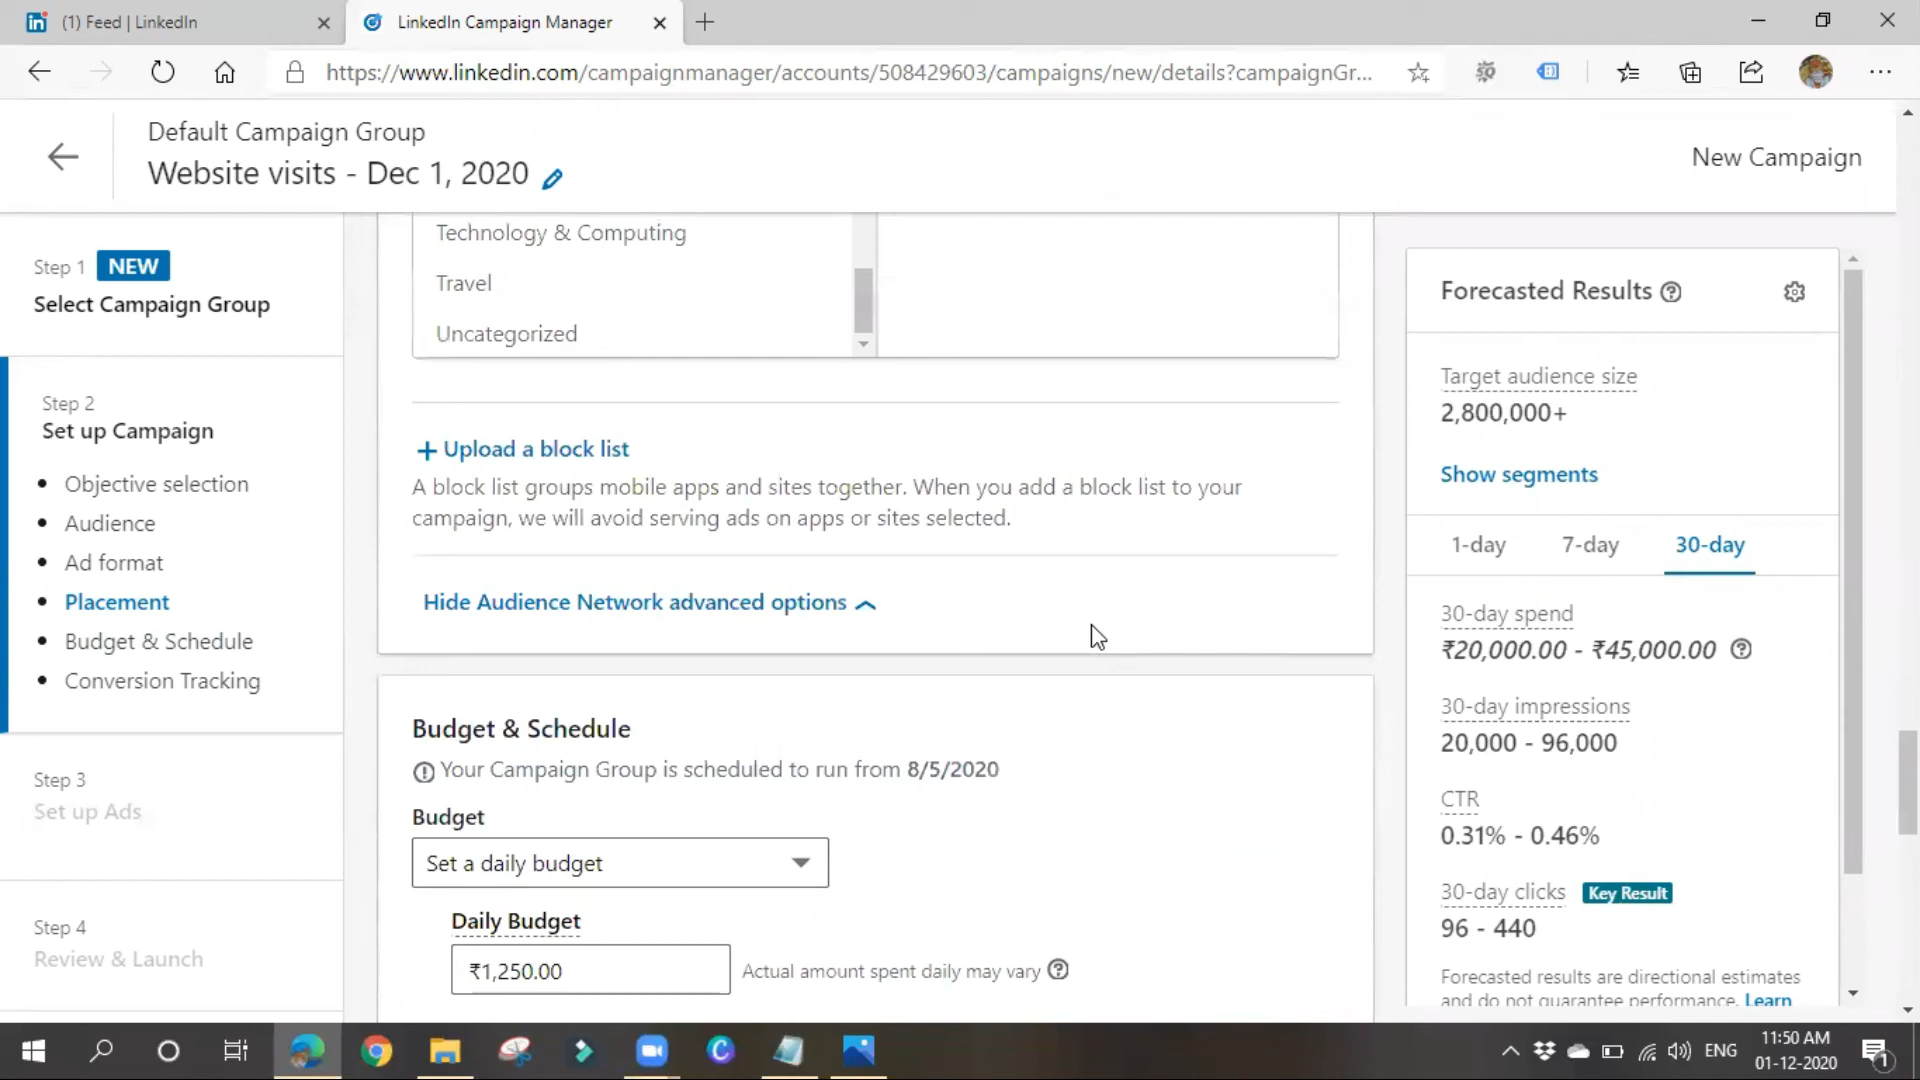 (1) Feed | LinkedIn
LinkedIn Campaign Manager
https://www.linkedin.com/campaignmanager/accounts/508429603/campaigns/new/details?campaignGr...
Default Campaign Group
Website visits - Dec 1, 2020
New Campaign
Step 1 NEW
Select Campaign Group
Step 2
Set up Campaign
Objective selection
Audience
Ad format
Placement
Budget & Schedule
Conversion Tracking
Step 3
Set up Ads
Step 4
Review & Launch
Technology & Computing
Travel
Uncategorized
+ Upload a block list
A block list groups mobile apps and sites together. When you add a block list to your
campaign, we will avoid serving ads on apps or sites selected.
Hide Audience Network advanced options
Budget & Schedule
Your Campaign Group is scheduled to run from 8/5/2020
Budget
Set a daily budget
Daily Budget
₹1,250.00
Actual amount spent daily may vary
Forecasted Results
Target audience size
2,800,000+
Show segments
1-day 7-day 30-day
30-day spend
₹20,000.00 - ₹45,000.00
30-day impressions
20,000 - 96,000
CTR
0.31% - 0.46%
30-day clicks Key Result
96 - 440
Forecasted results are directional estimates
and do not guarantee performance. Learn
ENG
11:50 AM
01-12-2020
1